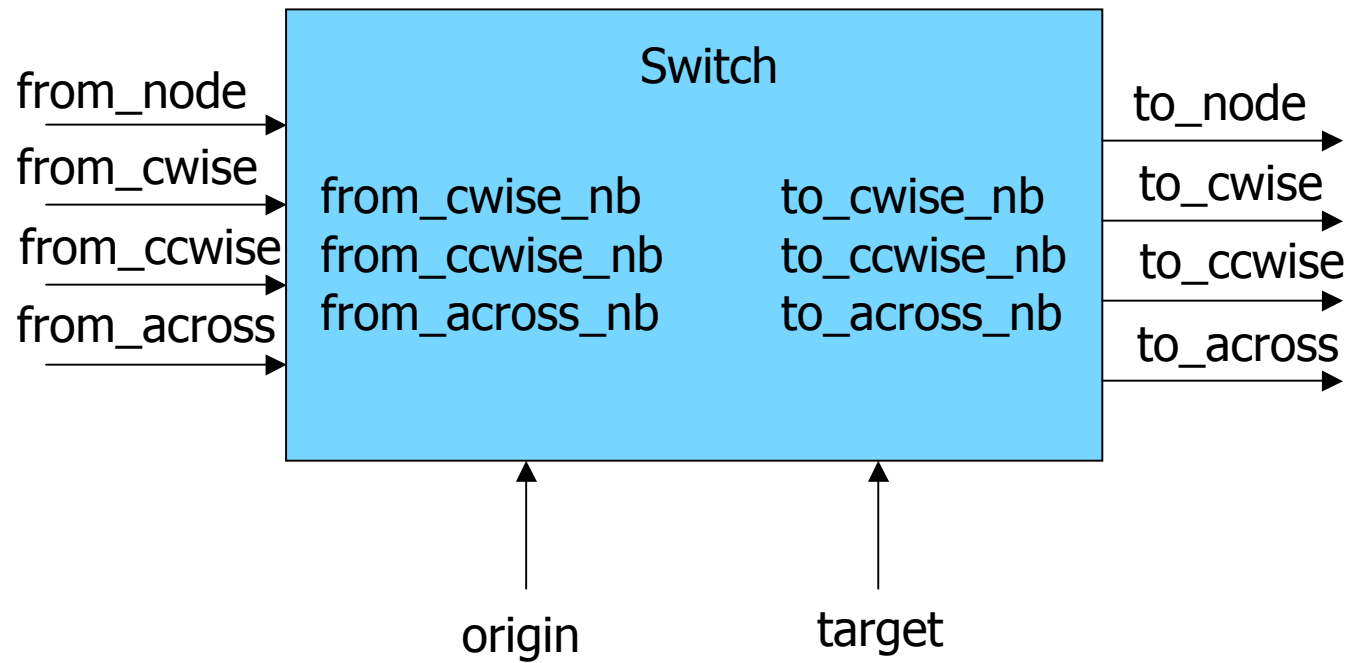 Switch
from_node
from_cwise
from_ccwise
from_across
from_cwise_nb
from_ccwise_nb
from_across_nb
to_cwise_nb
to_ccwise_nb
to_across_nb
to_node
to_cwise
to_ccwise
to_across
origin
target